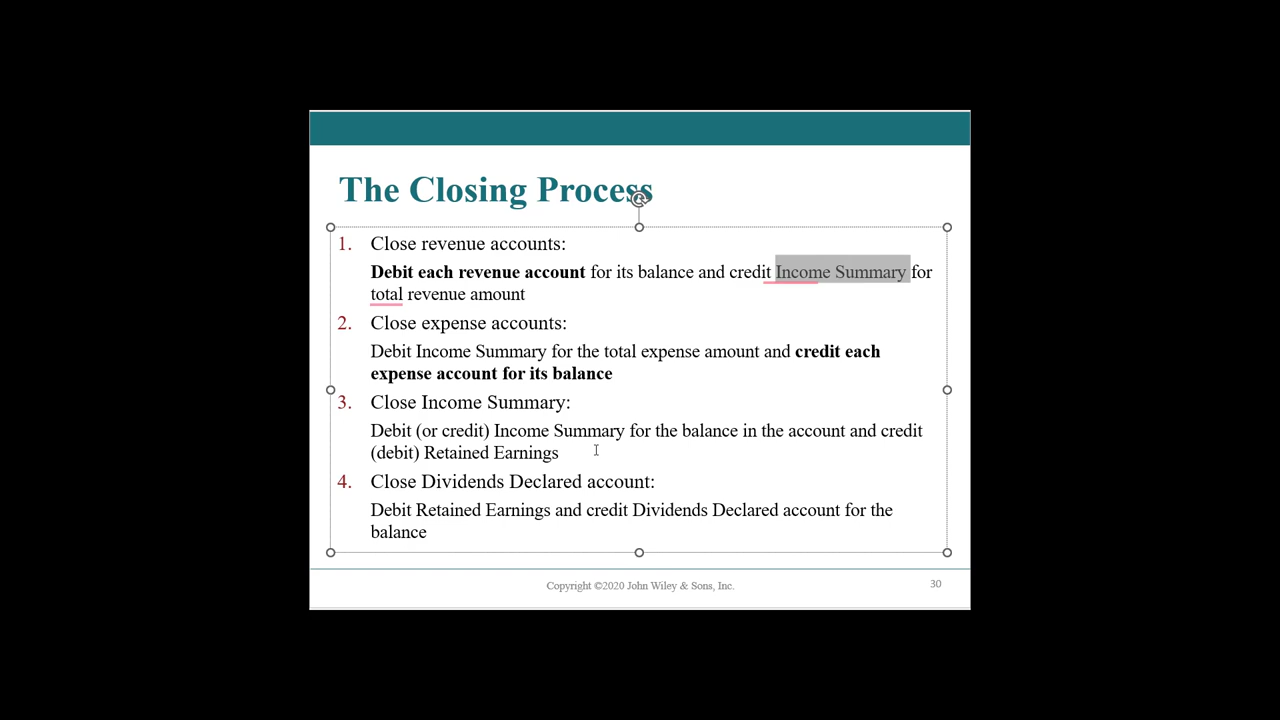 The Closing Process
1. Close revenue accounts:
Debit each revenue account for its balance and credit Income Summary for
total revenue amount
2. Close expense accounts:
Debit Income Summary for the total expense amount and credit each
expense account for its balance
3. Close Income Summary:
Debit (or credit) Income Summary for the balance in the account and credit
(debit) Retained Earnings
4. Close Dividends Declared account:
Debit Retained Earnings and credit Dividends Declared account for the
balance
Copyright ©2020 John Wiley & Sons, Inc.
30